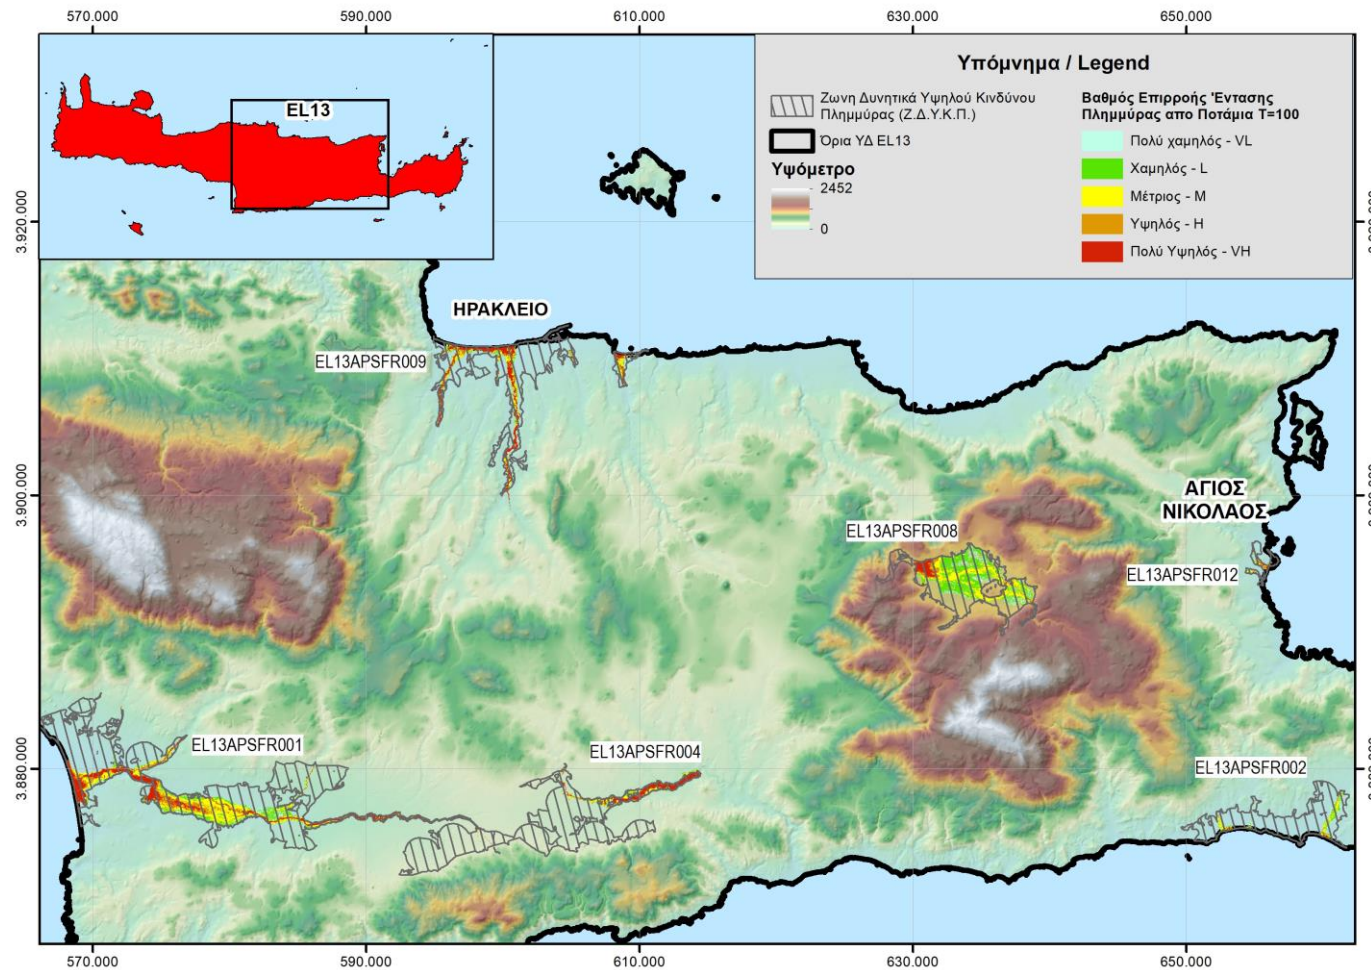 570.000 590.000 610.000 630.000 650.000
EL13
Υπόμνημα / Legend
Ζωνη Δυνητικά Υψηλού Κινδύνου
Πλημμύρας (Ζ.Δ.Υ.Κ.Π.)
Όρια ΥΔ EL13
Υψόμετρο
2452
0
Βαθμός Επιρροής Έντασης
Πλημμύρας απο Ποτάμια T=100
Πολύ χαμηλός - VL
Χαμηλός - L
Μέτριος - M
Υψηλός - H
Πολύ Υψηλός - VH
3.920.000
ΗΡΑΚΛΕΙΟ
EL13APSFR009
3.900.000
ΑΓΙΟΣ
ΝΙΚΟΛΑΟΣ
EL13APSFR008
EL13APSFR012
EL13APSFR001
EL13APSFR004
EL13APSFR002
3.880.000
570.000 590.000 610.000 630.000 650.000